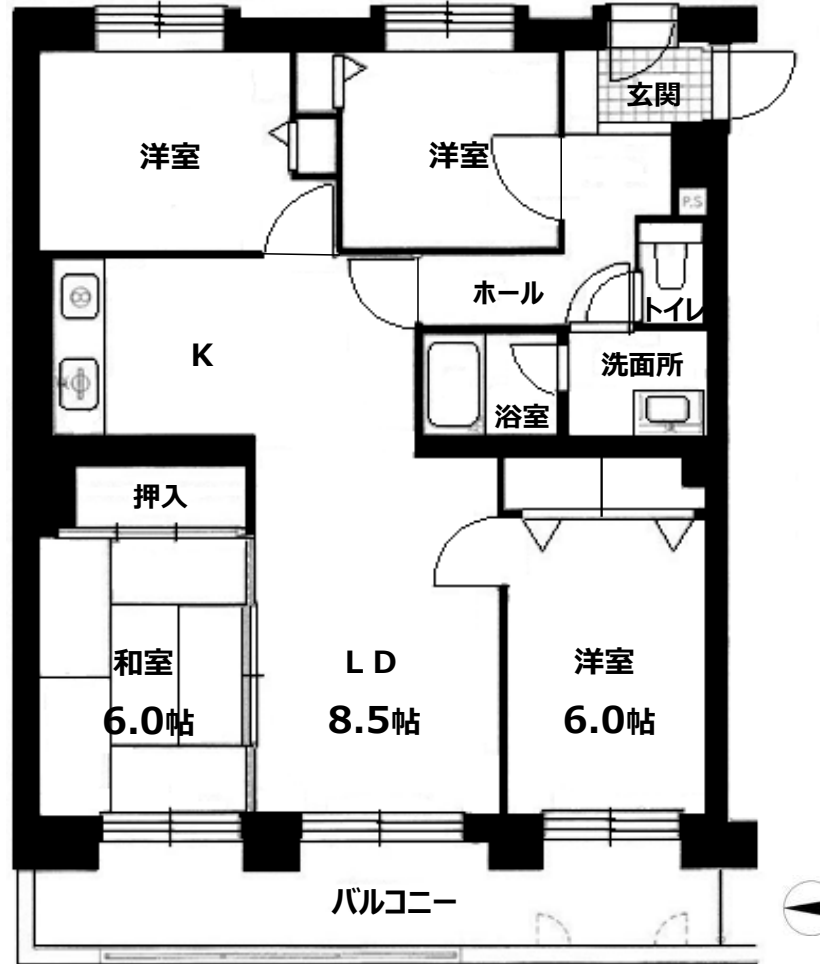 玄関
洋室
洋室
P.S
ホール
トイレ
K
洗面所
浴室
押入
和室
6.0帖
ＬＤ
8.5帖
洋室
6.0帖
バルコニー